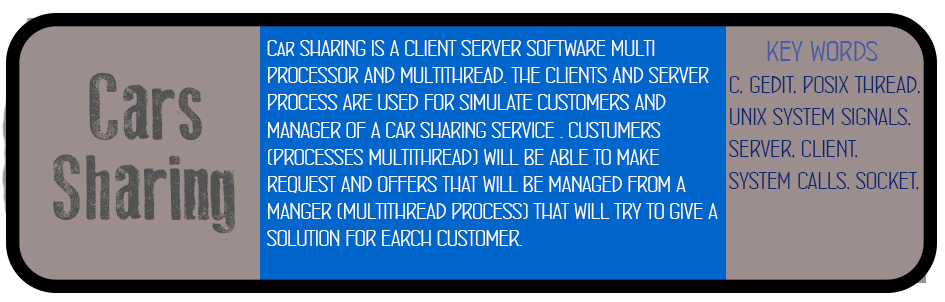 Cars
Sharing
CAR SHARING IS A CLIENT SERVER SOFTWARE MULTI
PROCESSOR AND MULTITHREAD. THE CLIENTS AND SERVER
PROCESS ARE USED FOR SIMULATE CUSTOMERS AND
MANAGER OF A CAR SHARING SERVICE . CUSTUMERS
(PROCESSES MULTITHREAD) WILL BE ABLE TO MAKE
REQUEST AND OFFERS THAT WILL BE MANAGED FROM A
MANGER (MULTITHREAD PROCESS) THAT WILL TRY TO GIVE A
SOLUTION FOR EARCH CUSTOMER.
KEY WORDS
C, GEDIT, POSIX THREAD,
UNIX SYSTEM SIGNALS,
SERVER, CLIENT,
SYSTEM CALLS, SOCKET,